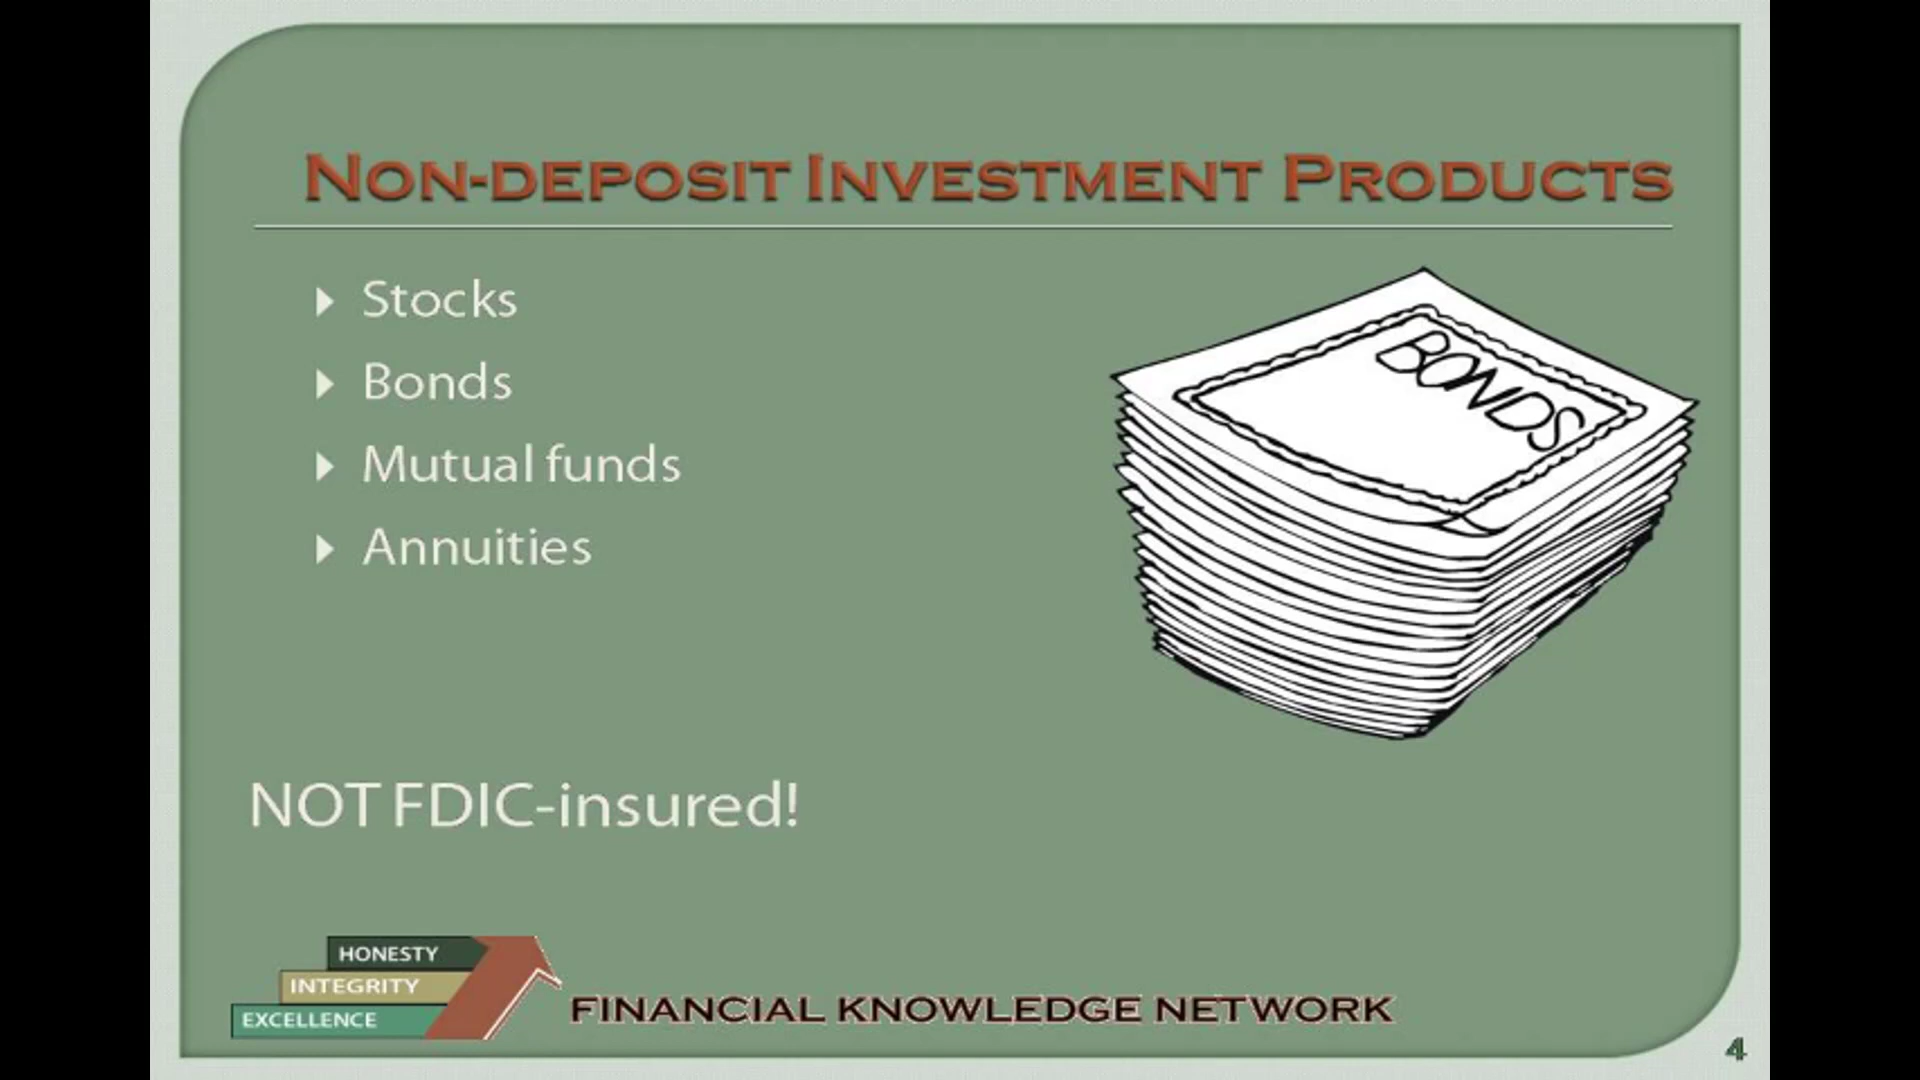 Non-deposit Investment Products
Stocks
Bonds
Mutual funds
Annuities
BONDS
NOT FDIC-insured!
HONESTY
INTEGRITY
EXCELLENCE
FINANCIAL KNOWLEDGE NETWORK
4